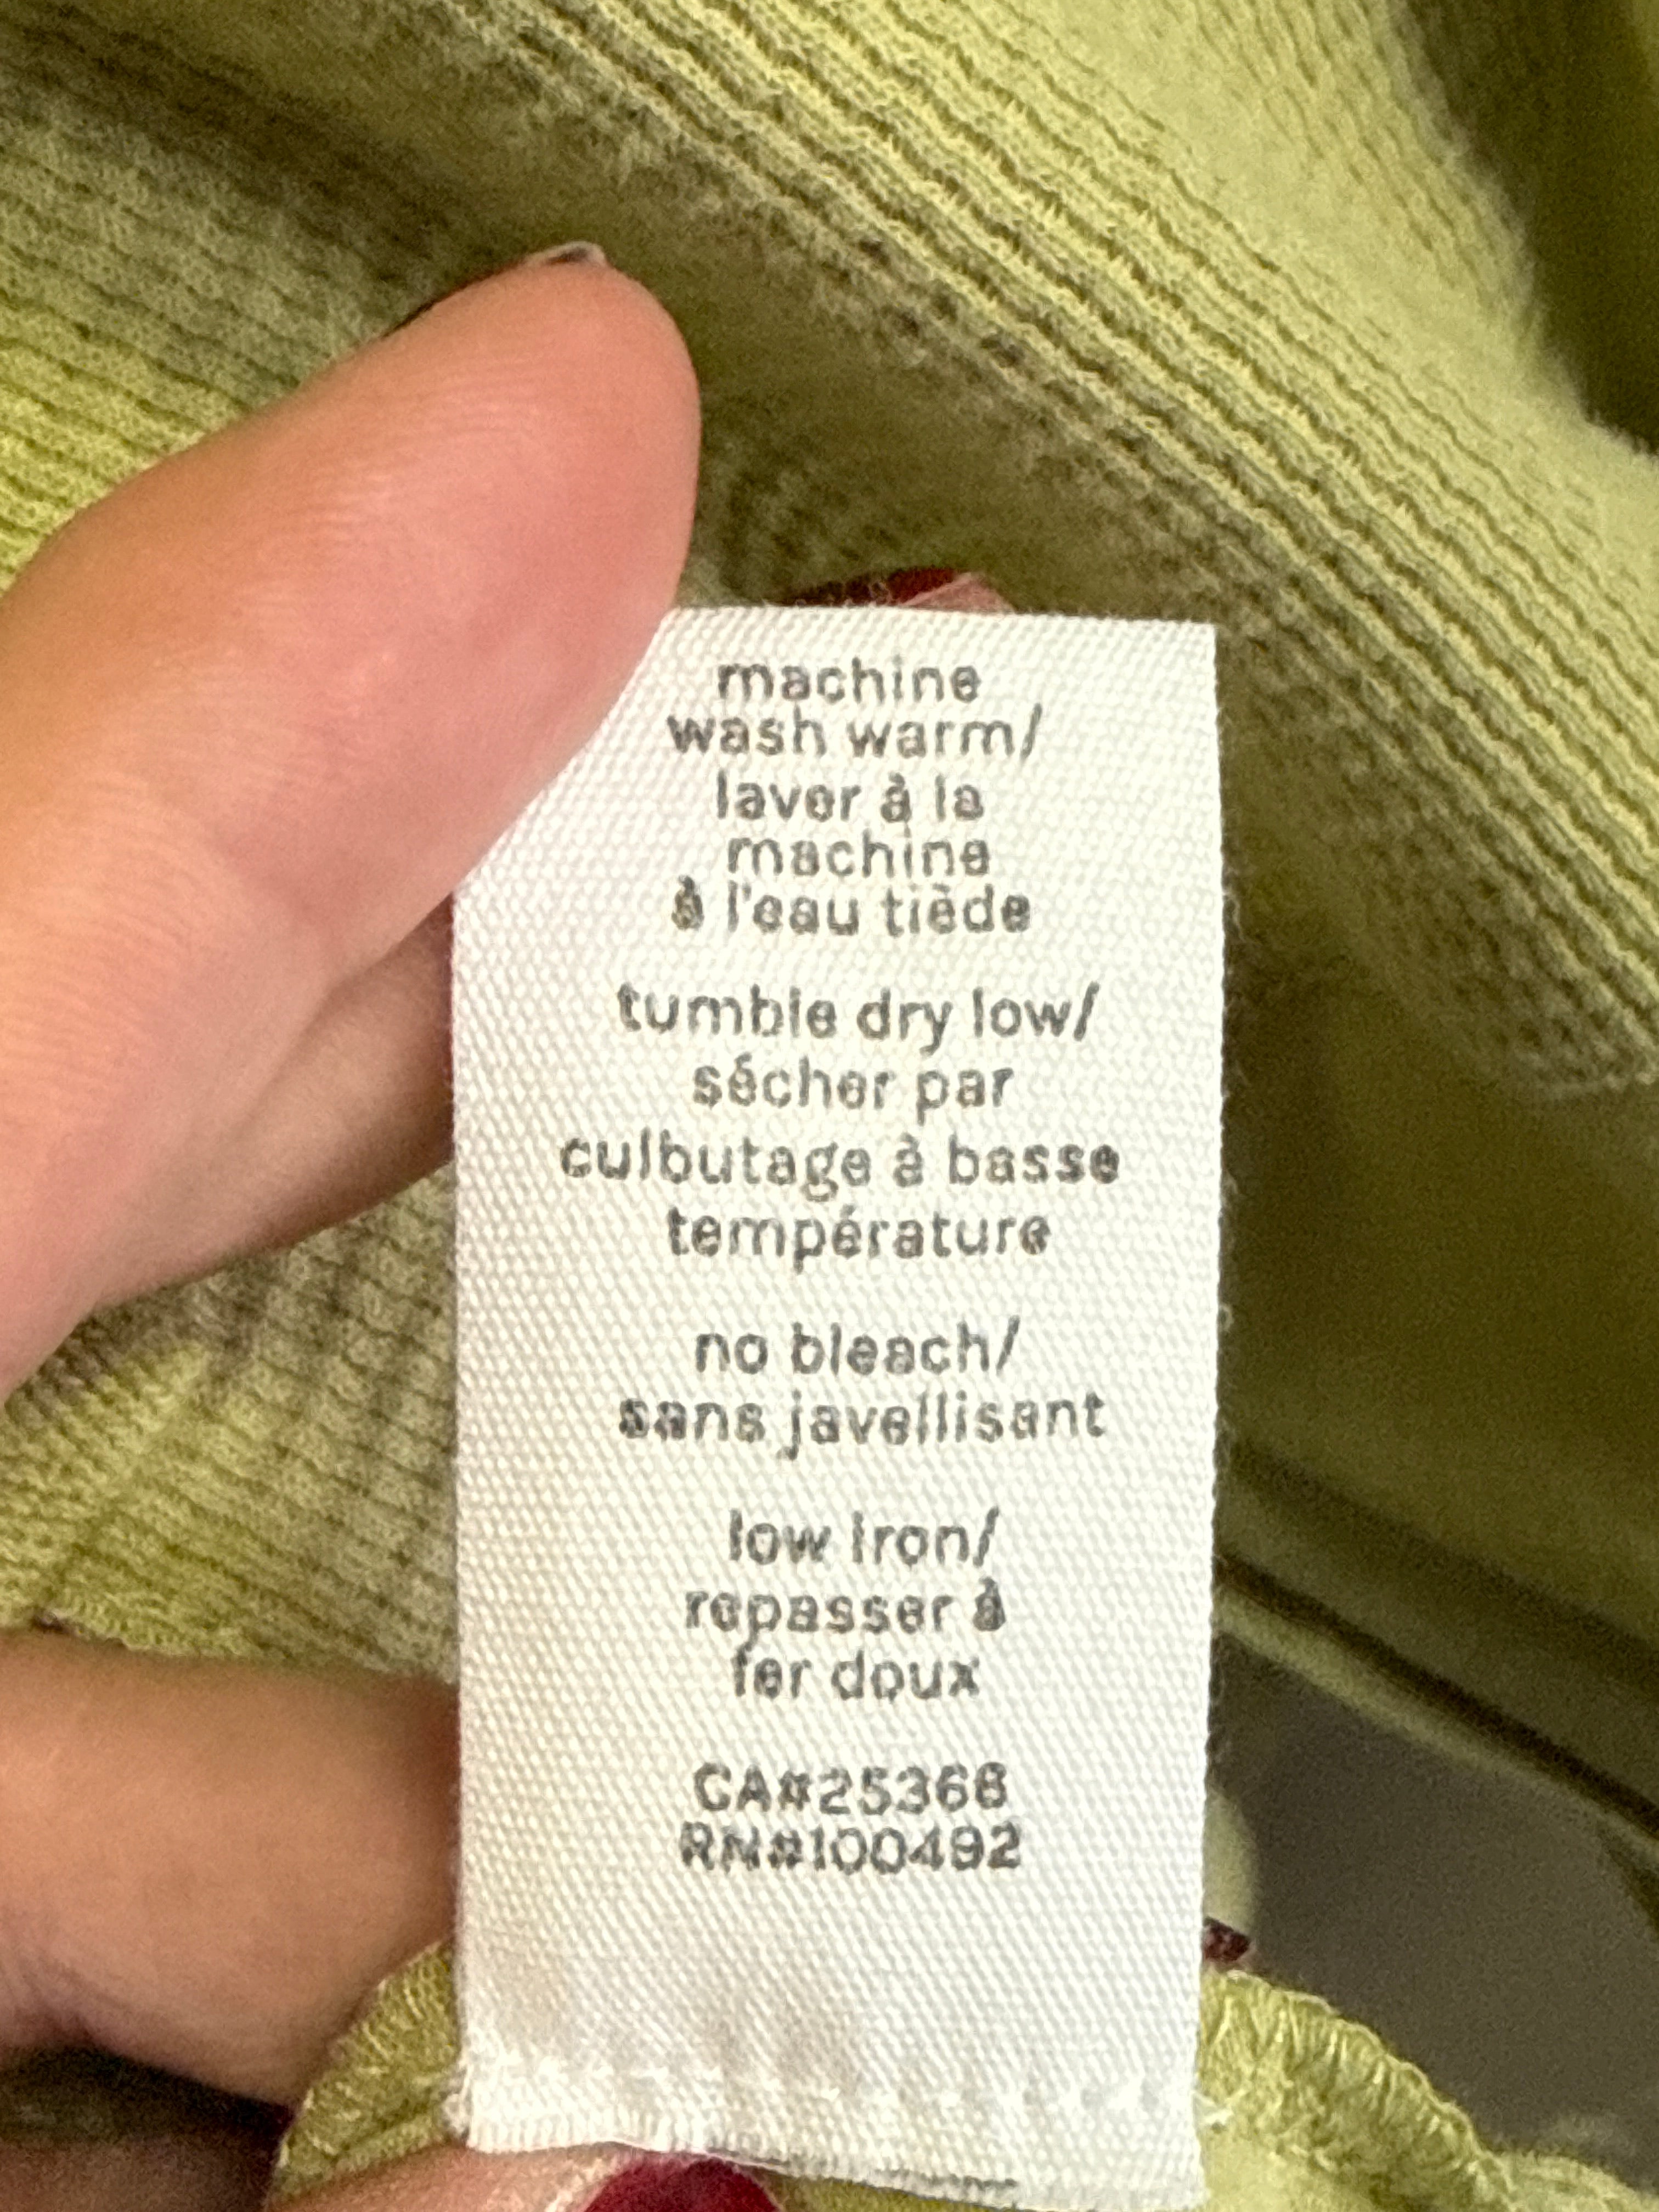 machine
wash warm/
laver à la
machine
à l'eau tiède
tumble dry low/
sécher par
culbutage à basse
température
no bleach/
sans javellisant
low iron/
repasser à
fer doux
CA#25366
RN#100492